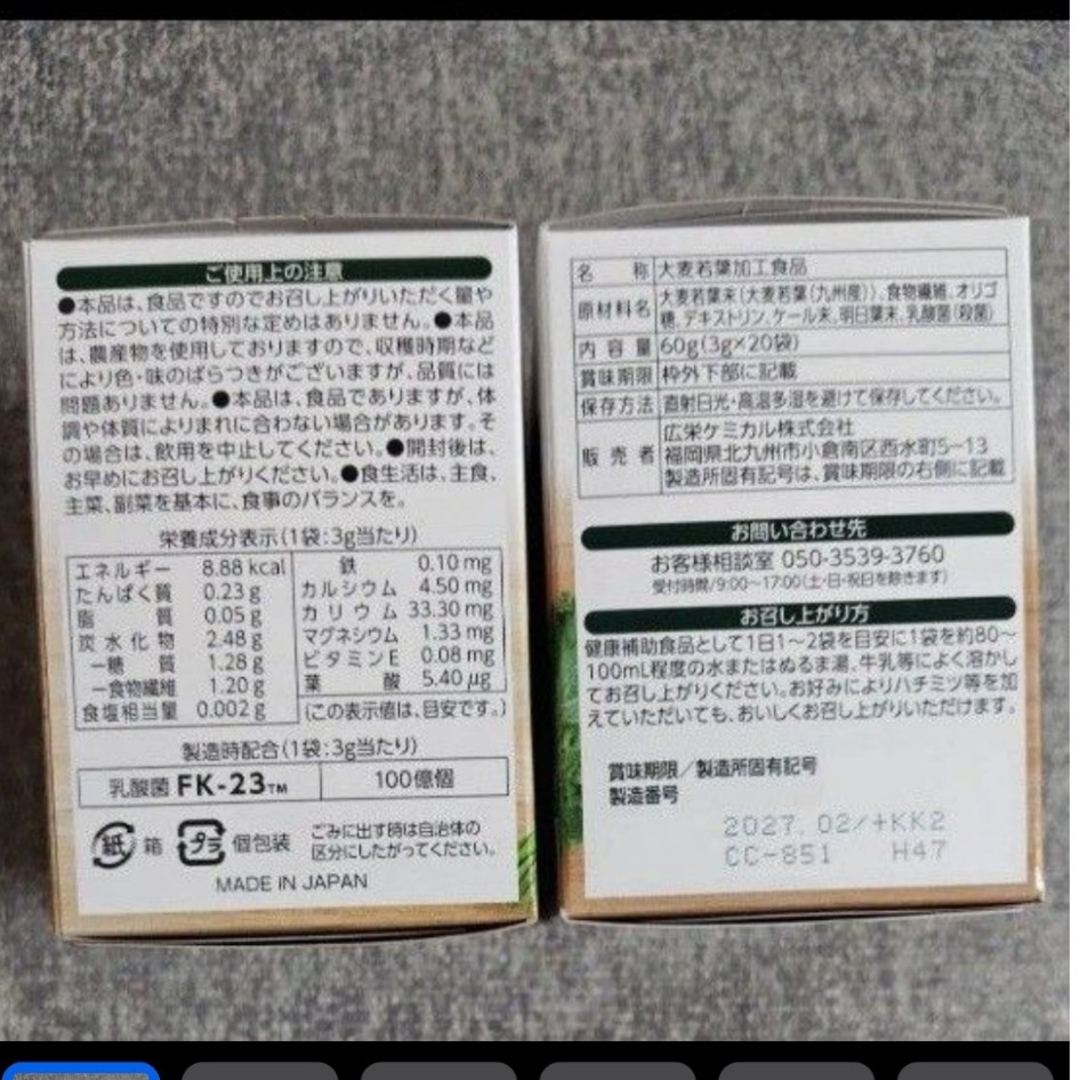 ご使用上の注意
●本品は、食品ですのでお召し上がりいただく量や
方法についての特別な定めはありません。●本品
は、農産物を使用しておりますので、収穫時期など
により色・味のばらつきがございますが、品質には
問題ありません。●本品は、食品でありますが、体
調や体質によりまれに合わない場合があります。そ
の場合は、飲用を中止してください。●開封後は、
お早めにお召し上がりください。●食生活は、主食、
主菜、副菜を基本に、食事のバランスを。
栄養成分表示(1袋:3g当たり)
エネルギー 8.88 kcal
たんぱく質 0.23 g
脂質 0.05 g
炭水化物 2.48 g
ー糖質 1.28 g
ー食物繊維 1.20 g
食塩相当量 0.002 g
鉄 0.10 mg
カルシウム 4.50 mg
カリウム 33.30 mg
マグネシウム 1.33 mg
ビタミンE 0.08 mg
葉酸 5.40 μg
(この表示値は、目安です。)
製造時配合(1袋:3g当たり)
乳酸菌 FK-23™ 100億個
紙 箱 プラ 個包装
ごみに出す時は自治体の
区分にしたがってください。
MADE IN JAPAN
名称 大麦若葉加工食品
原材料名 大麦若葉末(大麦若葉(九州産))、食物繊維、オリゴ
糖、デキストリン、ケール末、明日葉末、乳酸菌(殺菌)
内容量 60g(3g×20袋)
賞味期限 枠外下部に記載
保存方法 直射日光・高温多湿を避けて保存してください。
販売者 広栄ケミカル株式会社
福岡県北九州市小倉南区西水町5-13
製造所固有記号は、賞味期限の右側に記載
お問い合わせ先
お客様相談室 050-3539-3760
受付時間/9:00~17:00(土・日・祝日を除きます)
お召し上がり方
健康補助食品として1日1~2袋を目安に1袋を約80~
100mL程度の水またはぬるま湯、牛乳等によく溶かし
てお召し上がりください。お好みによりハチミツ等を加
えていただいても、おいしくお召し上がりいただけます。
賞味期限/製造所固有記号
製造番号
2027. 02/+KK2
CC-851 H47